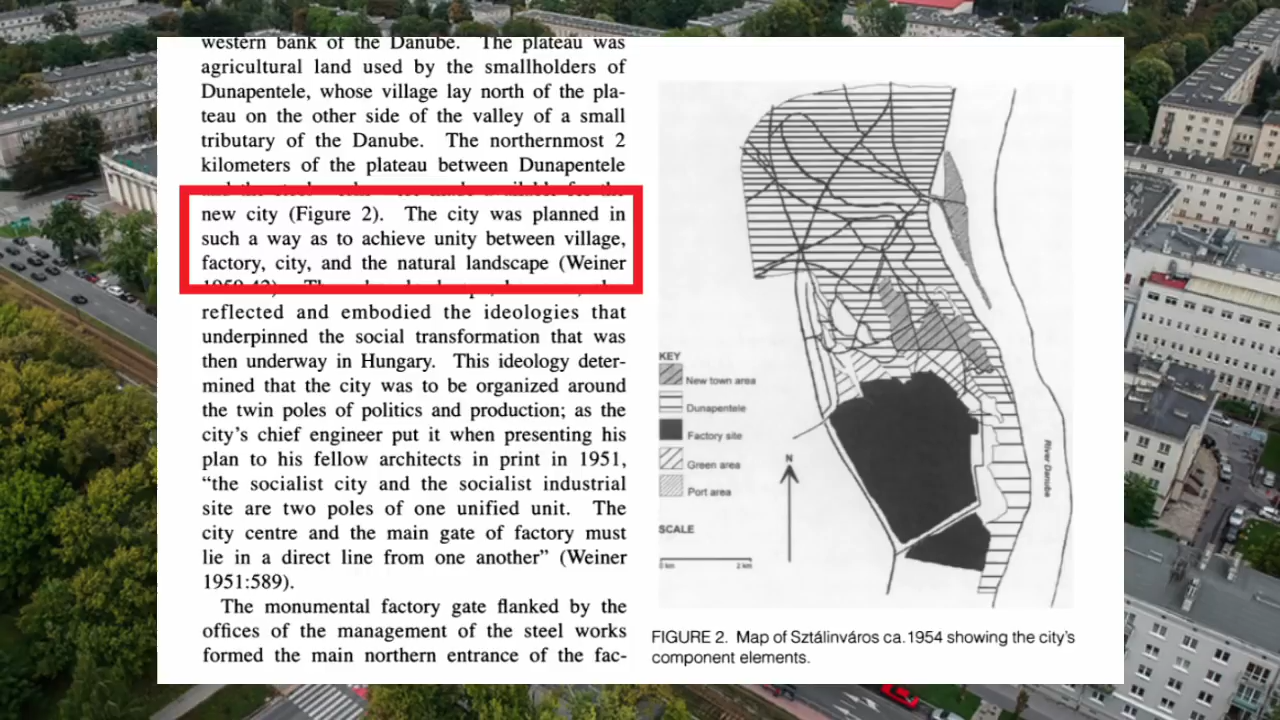 western bank of the Danube. The plateau was
agricultural land used by the smallholders of
Dunapentele, whose village lay north of the pla-
teau on the other side of the valley of a small
tributary of the Danube. The northernmost 2
kilometers of the plateau between Dunapentele
new city (Figure 2). The city was planned in
such a way as to achieve unity between village,
factory, city, and the natural landscape (Weiner
reflected and embodied the ideologies that
underpinned the social transformation that was
then underway in Hungary. This ideology deter-
mined that the city was to be organized around
the twin poles of politics and production; as the
city's chief engineer put it when presenting his
plan to his fellow architects in print in 1951,
“the socialist city and the socialist industrial
site are two poles of one unified unit. The
city centre and the main gate of factory must
lie in a direct line from one another” (Weiner
1951:589).
The monumental factory gate flanked by the
offices of the management of the steel works
formed the main northern entrance of the fac-
KEY
New town area
Dunapentele
Factory site
Green area
Port area
N
SCALE
0 km 2 km
River Danube
FIGURE 2. Map of Sztálinváros ca. 1954 showing the city's
component elements.